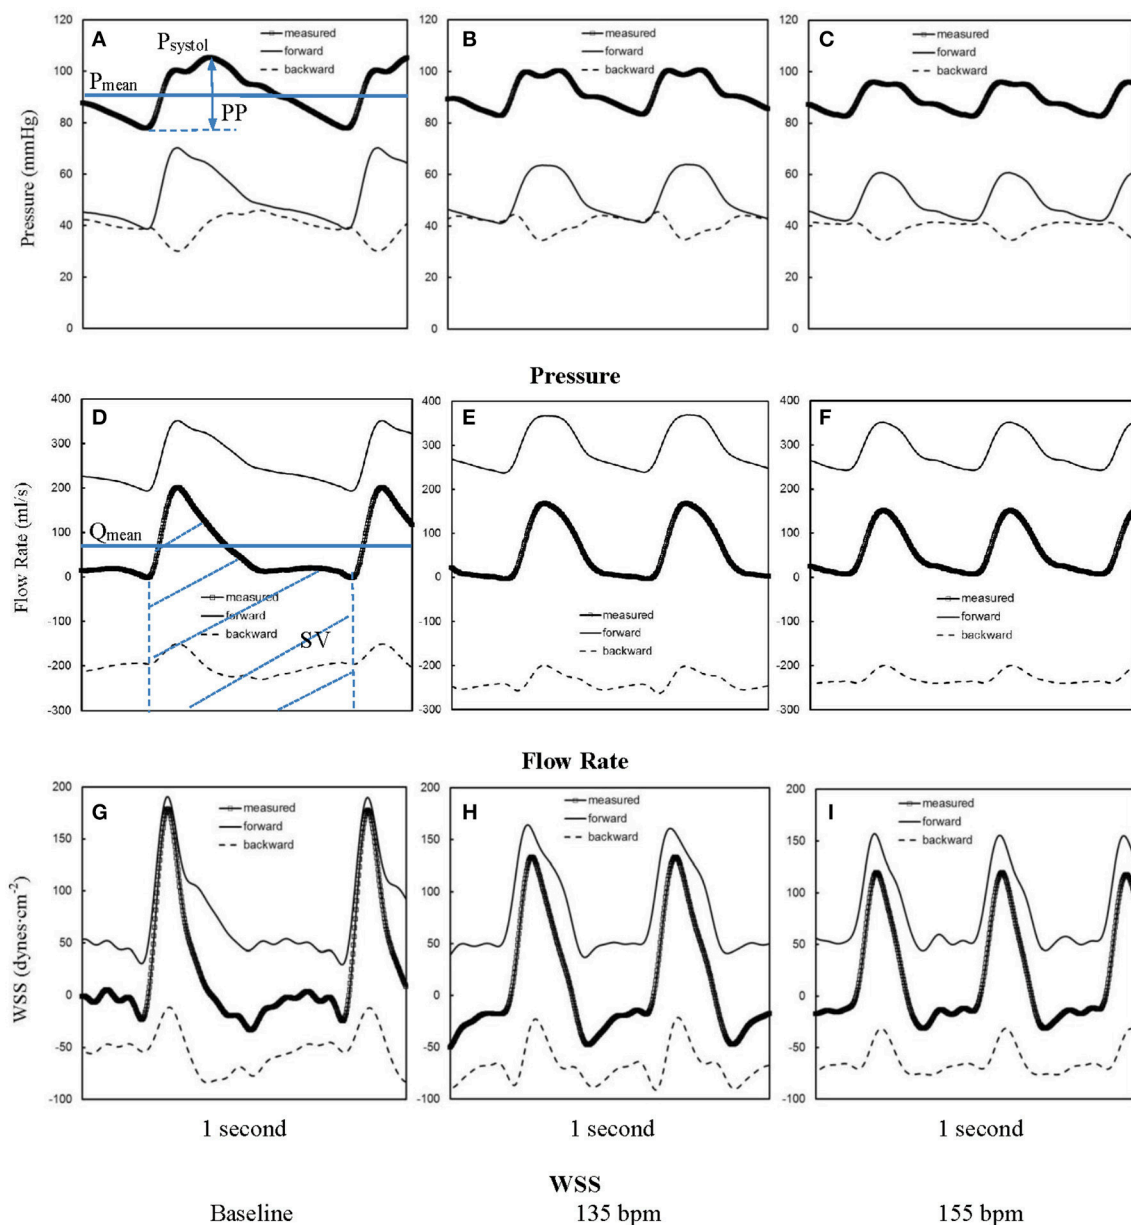 A
P_systol
measured
forward
backward
P_mean
PP
120
100
80
60
40
20
0
Pressure (mmHg)
B
measured
forward
backward
120
100
80
60
40
20
0
C
measured
forward
backward
120
100
80
60
40
20
0
Pressure
D
Q_mean
measured
forward
backward
SV
400
300
200
100
0
-100
-200
-300
Flow Rate (ml/s)
E
measured
forward
backward
400
300
200
100
0
-100
-200
-300
F
measured
forward
backward
400
300
200
100
0
-100
-200
-300
Flow Rate
G
measured
forward
backward
200
150
100
50
0
-50
-100
WSS (dynes·cm⁻²)
H
measured
forward
backward
200
150
100
50
0
-50
-100
I
measured
forward
backward
200
150
100
50
0
-50
-100
1 second
1 second
1 second
WSS
Baseline
135 bpm
155 bpm